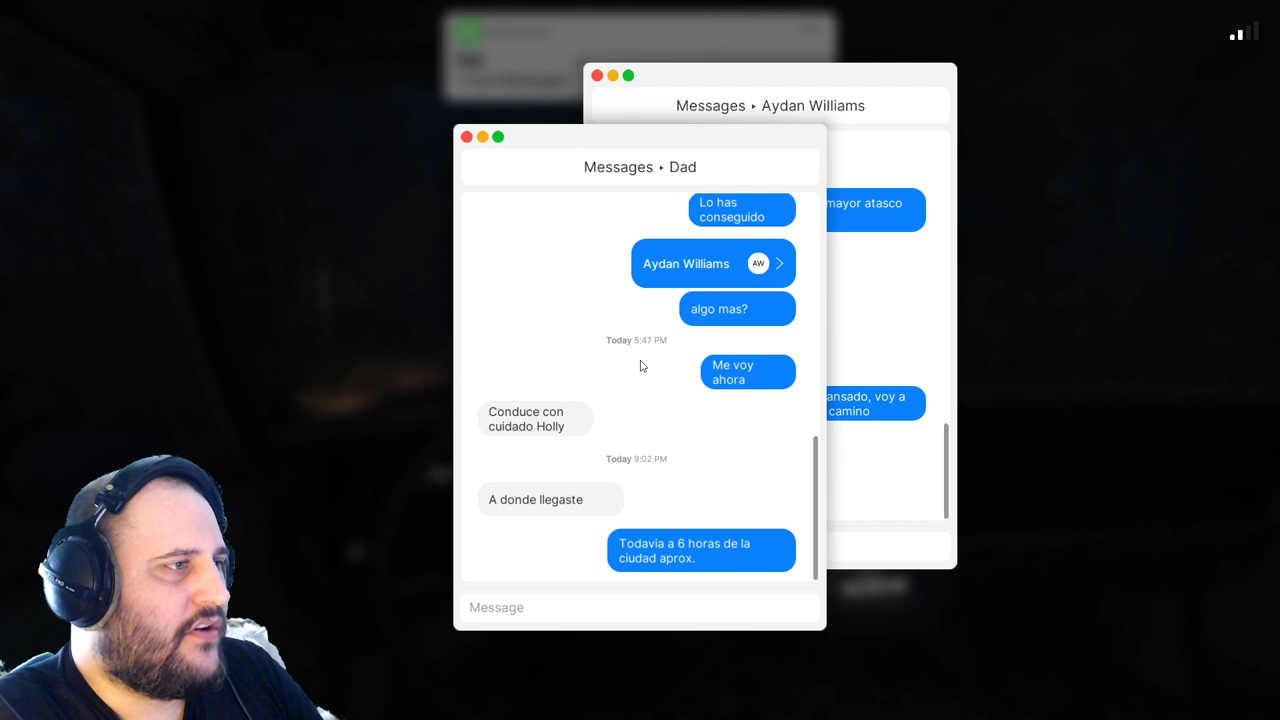 Messages ‣ Aydan Williams
mayor atasco
ansado, voy a
camino
Messages ‣ Dad
Lo has
conseguido
Aydan Williams AW
algo mas?
Today 5:47 PM
Me voy
ahora
Conduce con
cuidado Holly
Today 9:02 PM
A donde llegaste
Todavia a 6 horas de la
ciudad aprox.
Message